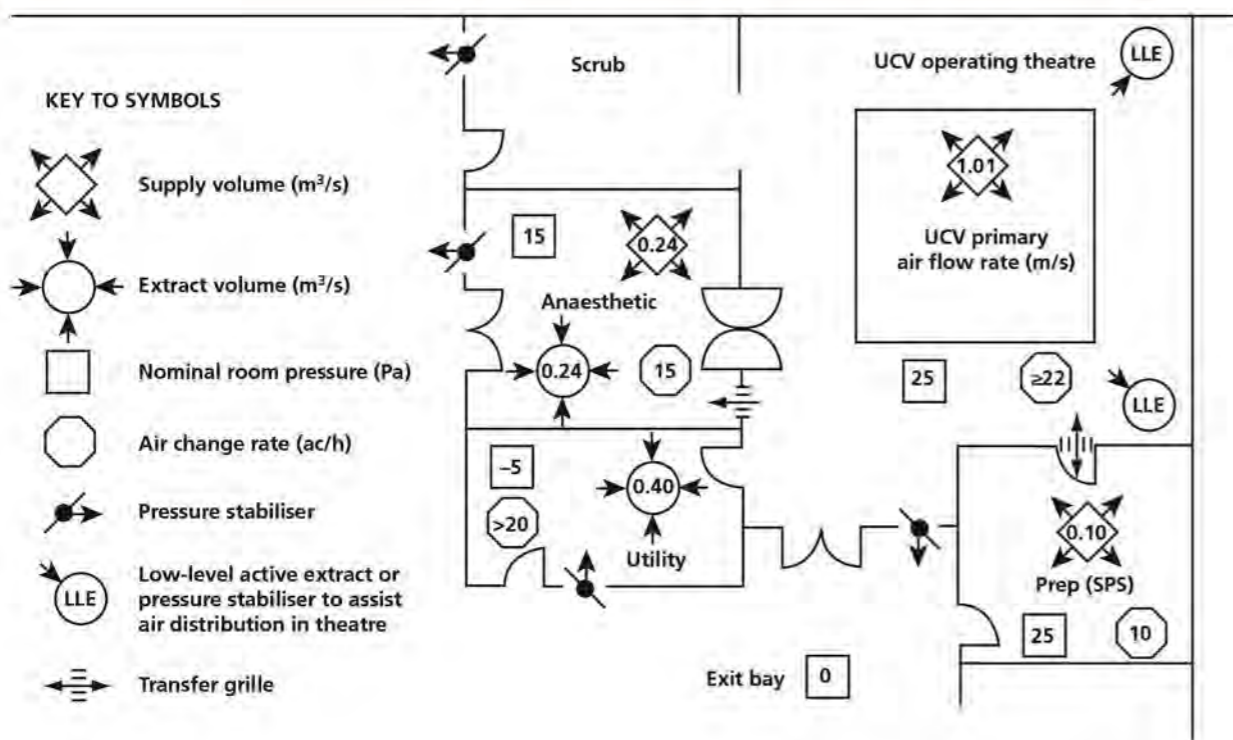 KEY TO SYMBOLS
Supply volume (m³/s)
Extract volume (m³/s)
Nominal room pressure (Pa)
Air change rate (ac/h)
Pressure stabiliser
LLE
Low-level active extract or
pressure stabiliser to assist
air distribution in theatre
Transfer grille
Scrub
15
0.24
Anaesthetic
0.24
15
–5
0.40
>20
Utility
UCV operating theatre
LLE
1.01
UCV primary
air flow rate (m/s)
25
≥22
LLE
0.10
Prep (SPS)
25
10
Exit bay
0